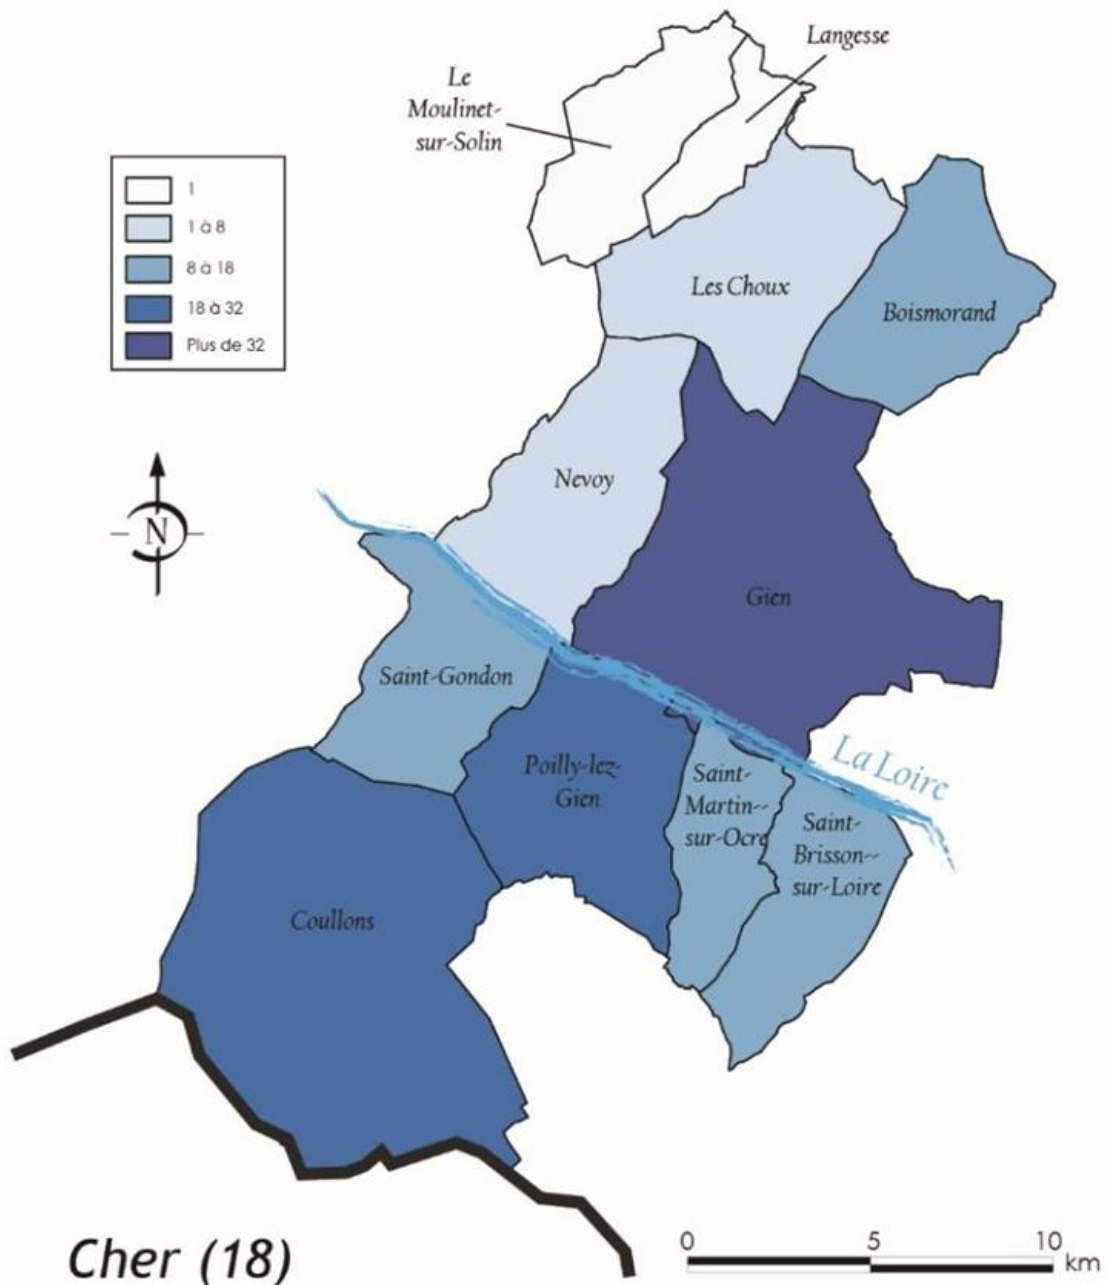 Langesse
Le
Moulinet-
sur-Solin
1
1 à 8
8 à 18
18 à 32
Plus de 32
Les Choux
Boismorand
Nevoy
N
Gien
Saint-Gondon
La Loire
Poilly-lez-
Gien
Saint-
Martin--
sur-Ocre
Saint-
Brisson--
sur-Loire
Coullons
Cher (18)
0 5 10
km